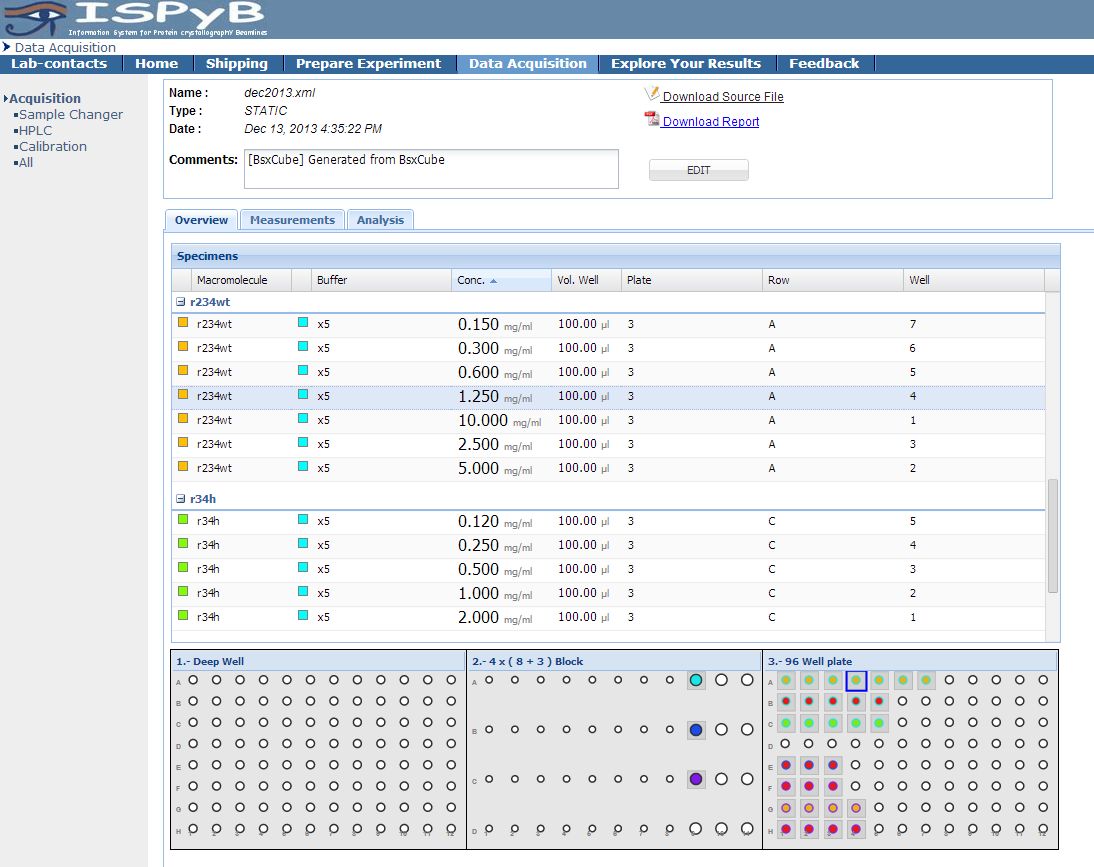 ISPyB
Information System for Protein crystallographY Beamlines
Data Acquisition
Lab-contacts Home Shipping Prepare Experiment Data Acquisition Explore Your Results Feedback
Acquisition
Sample Changer
HPLC
Calibration
All
Name : dec2013.xml
Type : STATIC
Date : Dec 13, 2013 4:35:22 PM
Comments: [BsxCube] Generated from BsxCube
Download Source File
Download Report
EDIT
Overview Measurements Analysis
Specimens
Macromolecule Buffer Conc. Vol. Well Plate Row Well
r234wt
r234wt x5 0.150 mg/ml 100.00 µl 3 A 7
r234wt x5 0.300 mg/ml 100.00 µl 3 A 6
r234wt x5 0.600 mg/ml 100.00 µl 3 A 5
r234wt x5 1.250 mg/ml 100.00 µl 3 A 4
r234wt x5 10.000 mg/ml 100.00 µl 3 A 1
r234wt x5 2.500 mg/ml 100.00 µl 3 A 3
r234wt x5 5.000 mg/ml 100.00 µl 3 A 2
r34h
r34h x5 0.120 mg/ml 100.00 µl 3 C 5
r34h x5 0.250 mg/ml 100.00 µl 3 C 4
r34h x5 0.500 mg/ml 100.00 µl 3 C 3
r34h x5 1.000 mg/ml 100.00 µl 3 C 2
r34h x5 2.000 mg/ml 100.00 µl 3 C 1
1.- Deep Well
A
B
C
D
E
F
G
H
2.- 4 x ( 8 + 3 ) Block
A
B
C
D
3.- 96 Well plate
A
B
C
D
E
F
G
H